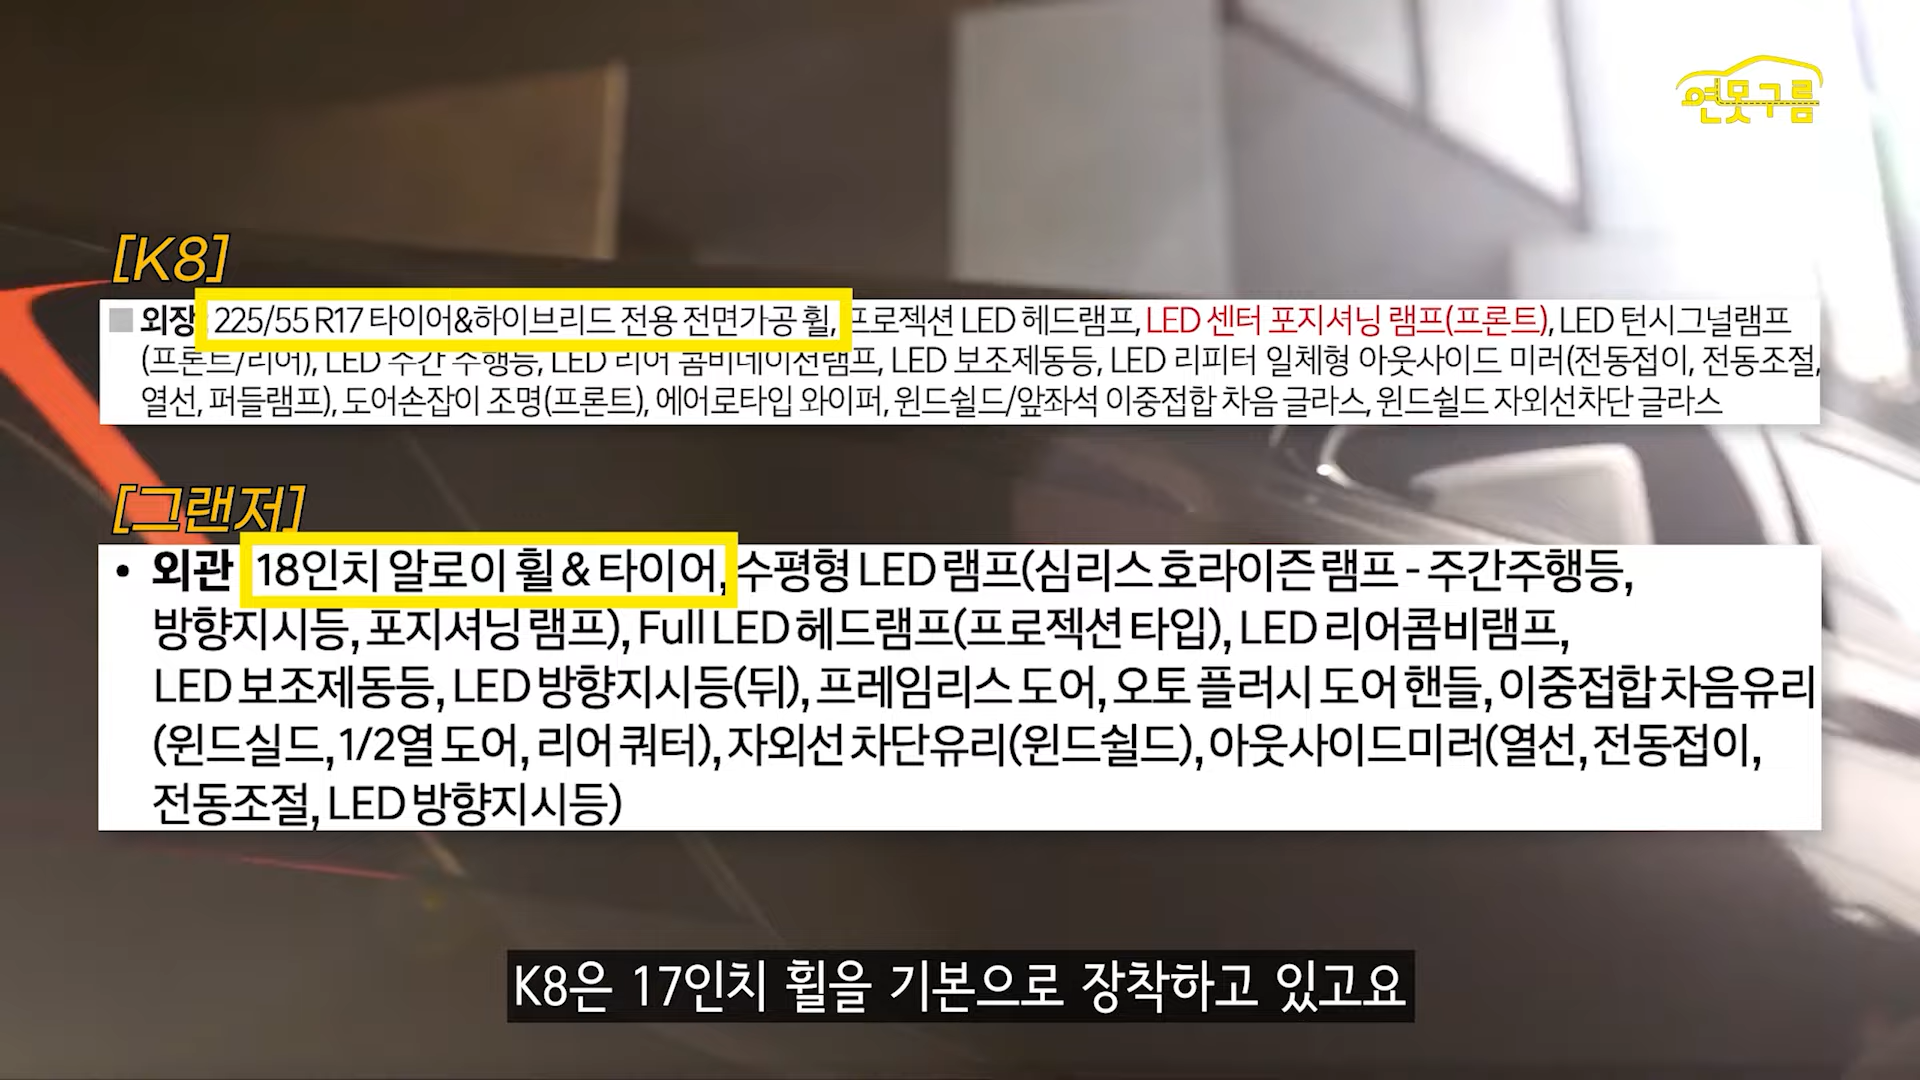 연못구름
[K8]
외장 225/55 R17 타이어&하이브리드 전용 전면가공 휠, 프로젝션 LED 헤드램프, LED 센터 포지셔닝 램프(프론트), LED 턴시그널램프
(프론트/리어), LED 주간 주행등, LED 리어 콤비네이션램프, LED 보조제동등, LED 리피터 일체형 아웃사이드 미러(전동접이, 전동조절,
열선, 퍼들램프), 도어손잡이 조명(프론트), 에어로타입 와이퍼, 윈드쉴드/앞좌석 이중접합 차음 글라스, 윈드쉴드 자외선차단 글라스
[그랜저]
• 외관 18인치 알로이 휠 & 타이어, 수평형 LED 램프(심리스 호라이즌 램프 - 주간주행등,
방향지시등, 포지셔닝 램프), Full LED 헤드램프(프로젝션 타입), LED 리어콤비램프,
LED 보조제동등, LED 방향지시등(뒤), 프레임리스 도어, 오토 플러시 도어 핸들, 이중접합 차음유리
(윈드실드, 1/2열 도어, 리어 쿼터), 자외선 차단유리(윈드쉴드), 아웃사이드미러(열선, 전동접이,
전동조절, LED 방향지시등)
K8은 17인치 휠을 기본으로 장착하고 있고요